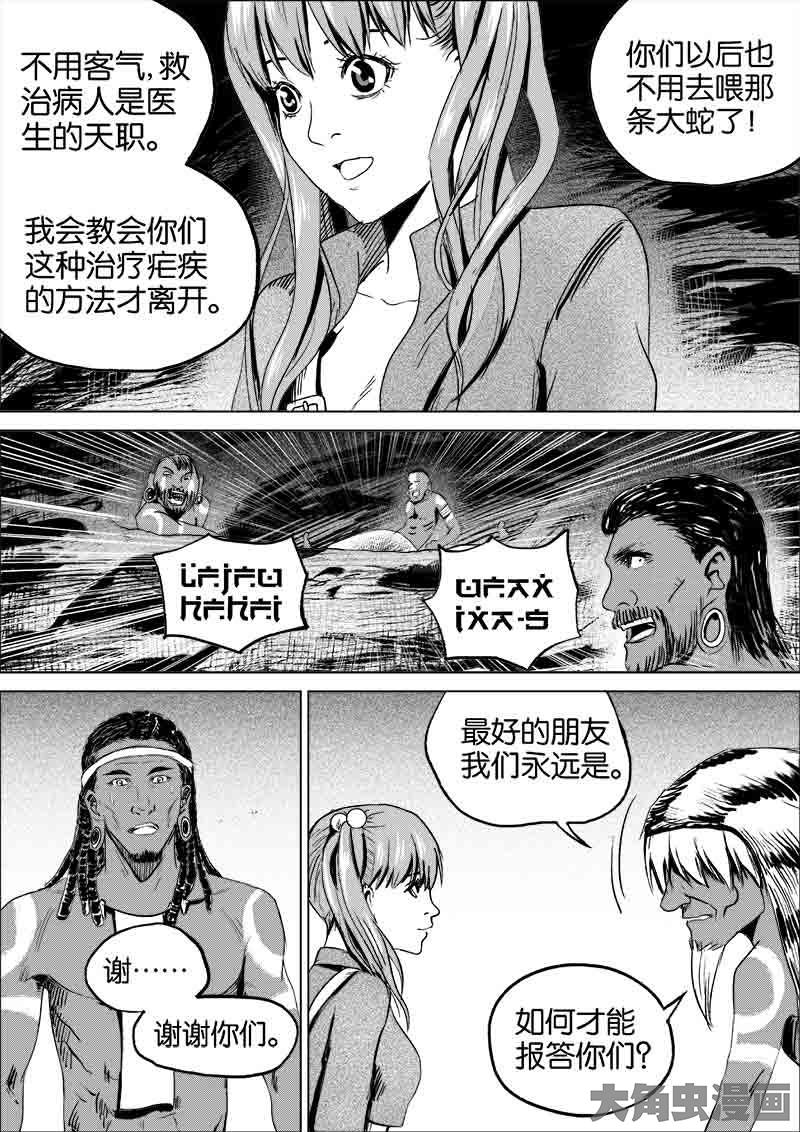 不用客气,救
治病人是医
生的天职。
我会教会你们
这种治疗疟疾
的方法才离开。
你们以后也
不用去喂那
条大蛇了!
谢……
谢谢你们。
最好的朋友
我们永远是。
如何才能
报答你们?
大角虫漫画